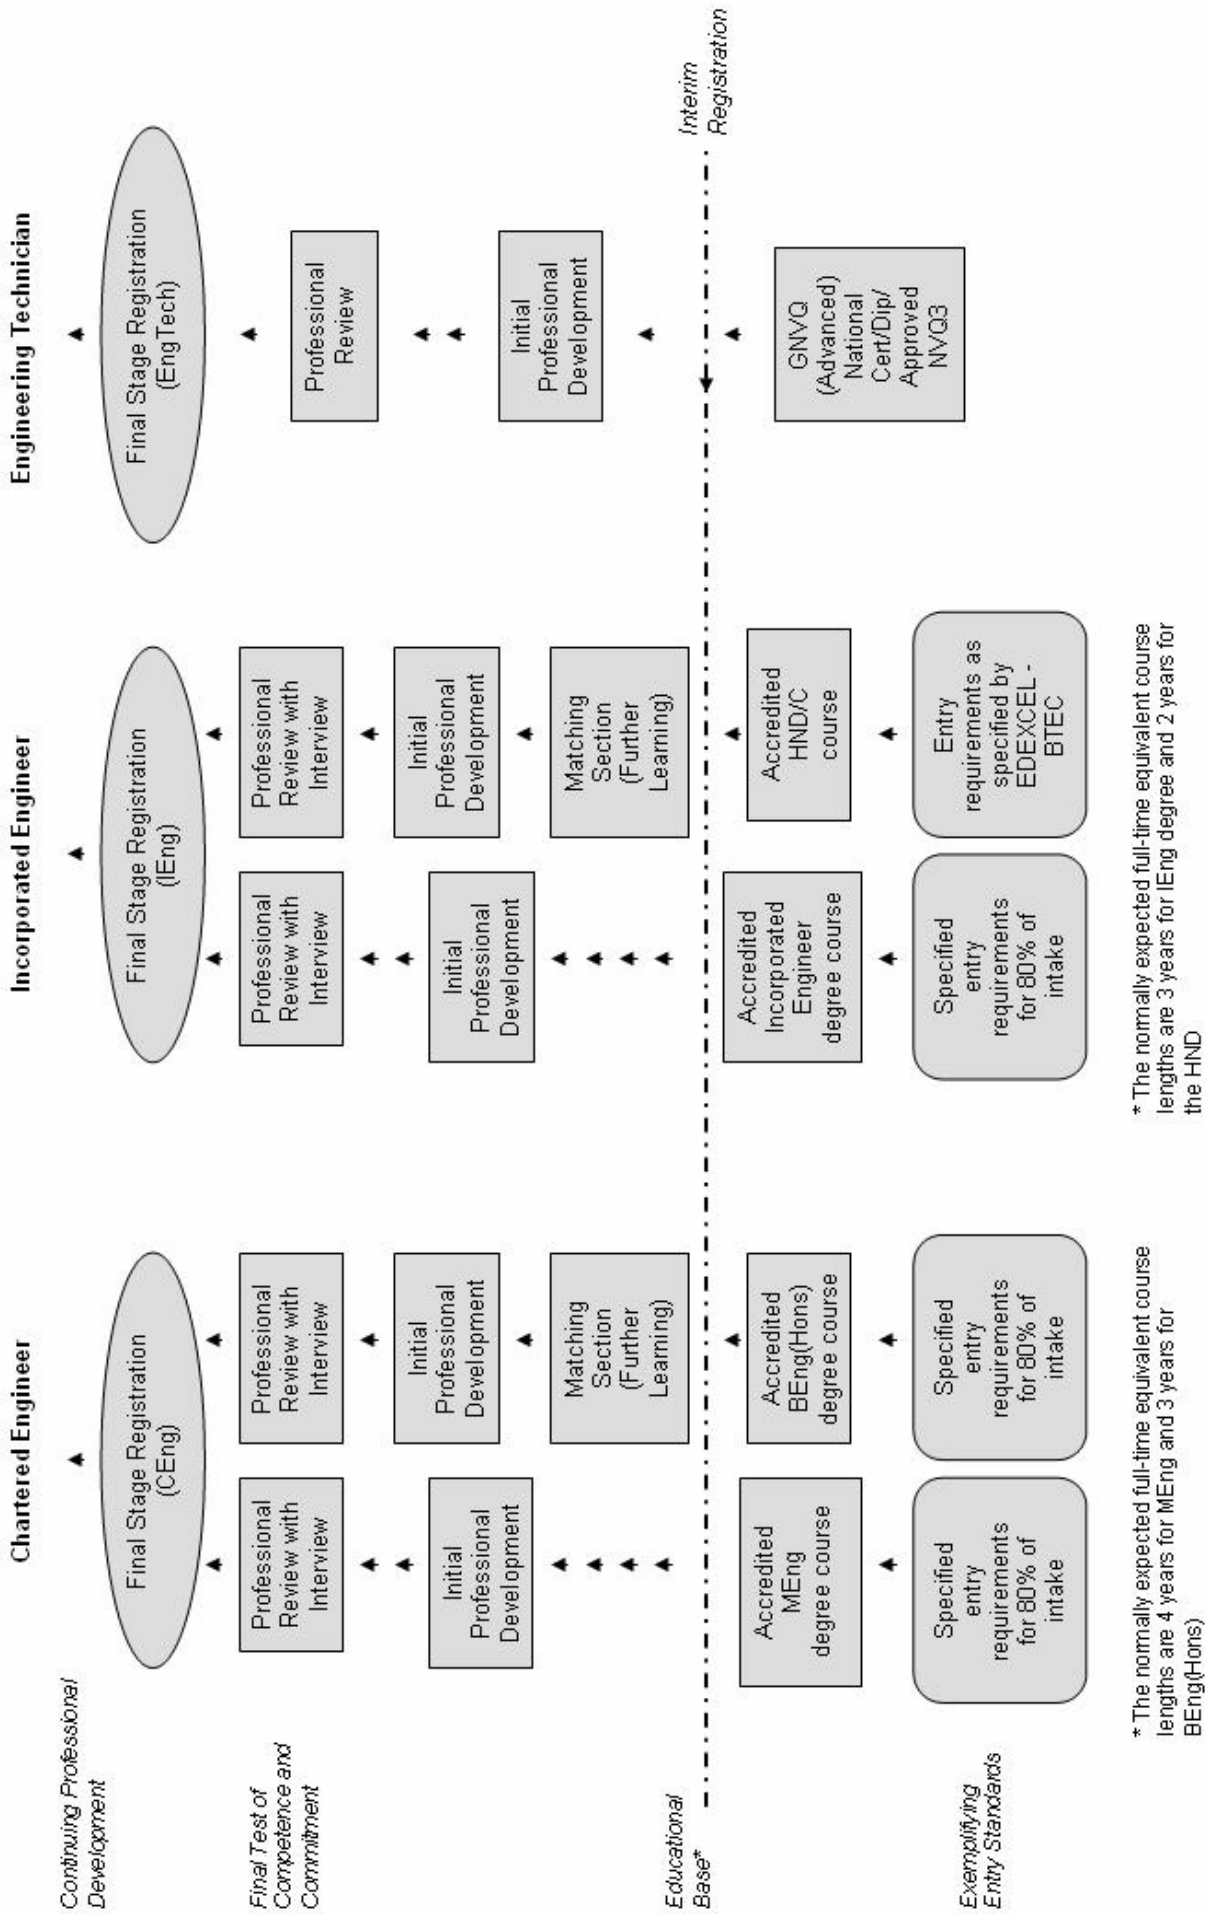 Chartered Engineer
Incorporated Engineer
Engineering Technician
Continuing Professional
Development
Final Stage Registration
(CEng)
Final Stage Registration
(IEng)
Final Stage Registration
(EngTech)
Final Test of
Competence and
Commitment
Professional
Review with
Interview
Professional
Review with
Interview
Professional
Review with
Interview
Professional
Review with
Interview
Professional
Review
Initial
Professional
Development
Initial
Professional
Development
Initial
Professional
Development
Initial
Professional
Development
Initial
Professional
Development
Matching
Section
(Further
Learning)
Matching
Section
(Further
Learning)
Educational
Base*
Interim
Registration
Accredited
MEng
degree course
Accredited
BEng(Hons)
degree course
Accredited
Incorporated
Engineer
degree course
Accredited
HND/C
course
GNVQ
(Advanced)
National
Cert/Dip/
Approved
NVQ3
Exemplifying
Entry Standards
Specified
entry
requirements
for 80% of
intake
Specified
entry
requirements
for 80% of
intake
Specified
entry
requirements
for 80% of
intake
Entry
requirements as
specified by
EDEXCEL -
BTEC
* The normally expected full-time equivalent course
lengths are 4 years for MEng and 3 years for
BEng(Hons)
* The normally expected full-time equivalent course
lengths are 3 years for IEng degree and 2 years for
the HND